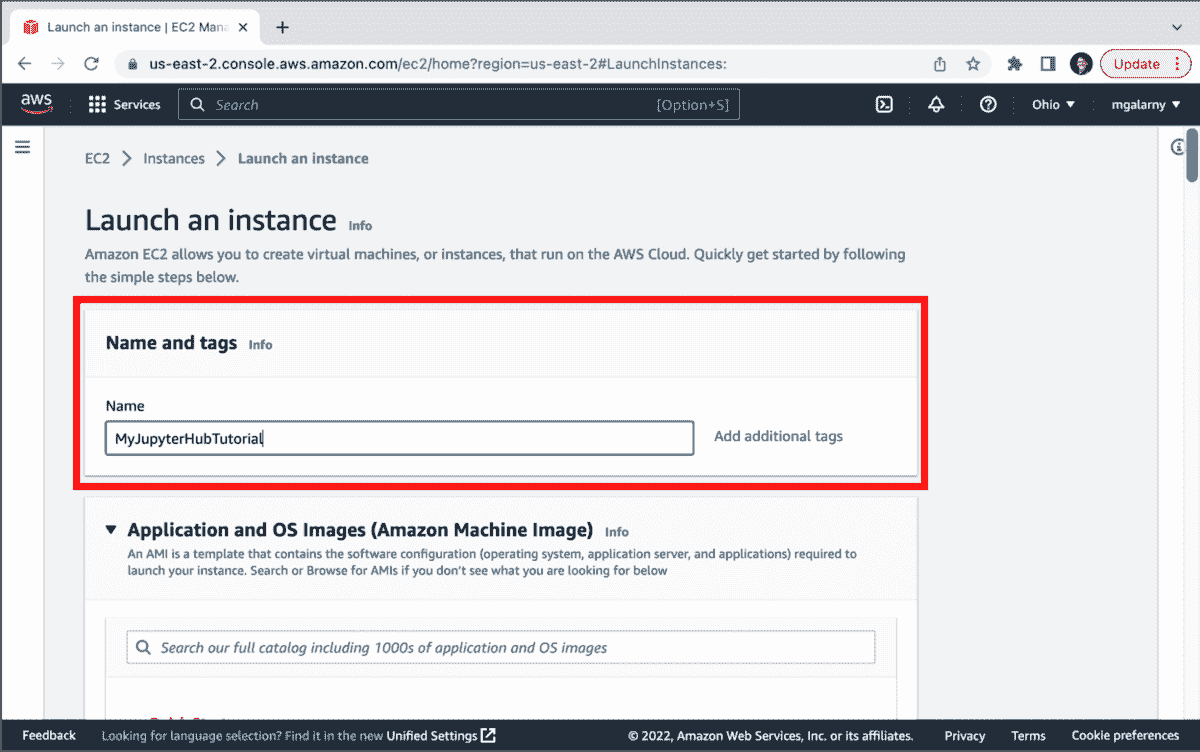 Launch an instance | EC2 Mana
us-east-2.console.aws.amazon.com/ec2/home?region=us-east-2#LaunchInstances:
Update
aws
Services
Search
[Option+S]
Ohio
mgalarny
EC2
Instances
Launch an instance
Launch an instance Info
Amazon EC2 allows you to create virtual machines, or instances, that run on the AWS Cloud. Quickly get started by following
the simple steps below.
Name and tags Info
Name
MyJupyterHubTutorial
Add additional tags
Application and OS Images (Amazon Machine Image) Info
An AMI is a template that contains the software configuration (operating system, application server, and applications) required to
launch your instance. Search or Browse for AMIs if you don't see what you are looking for below
Search our full catalog including 1000s of application and OS images
Feedback
Looking for language selection? Find it in the new Unified Settings
© 2022, Amazon Web Services, Inc. or its affiliates.
Privacy
Terms
Cookie preferences